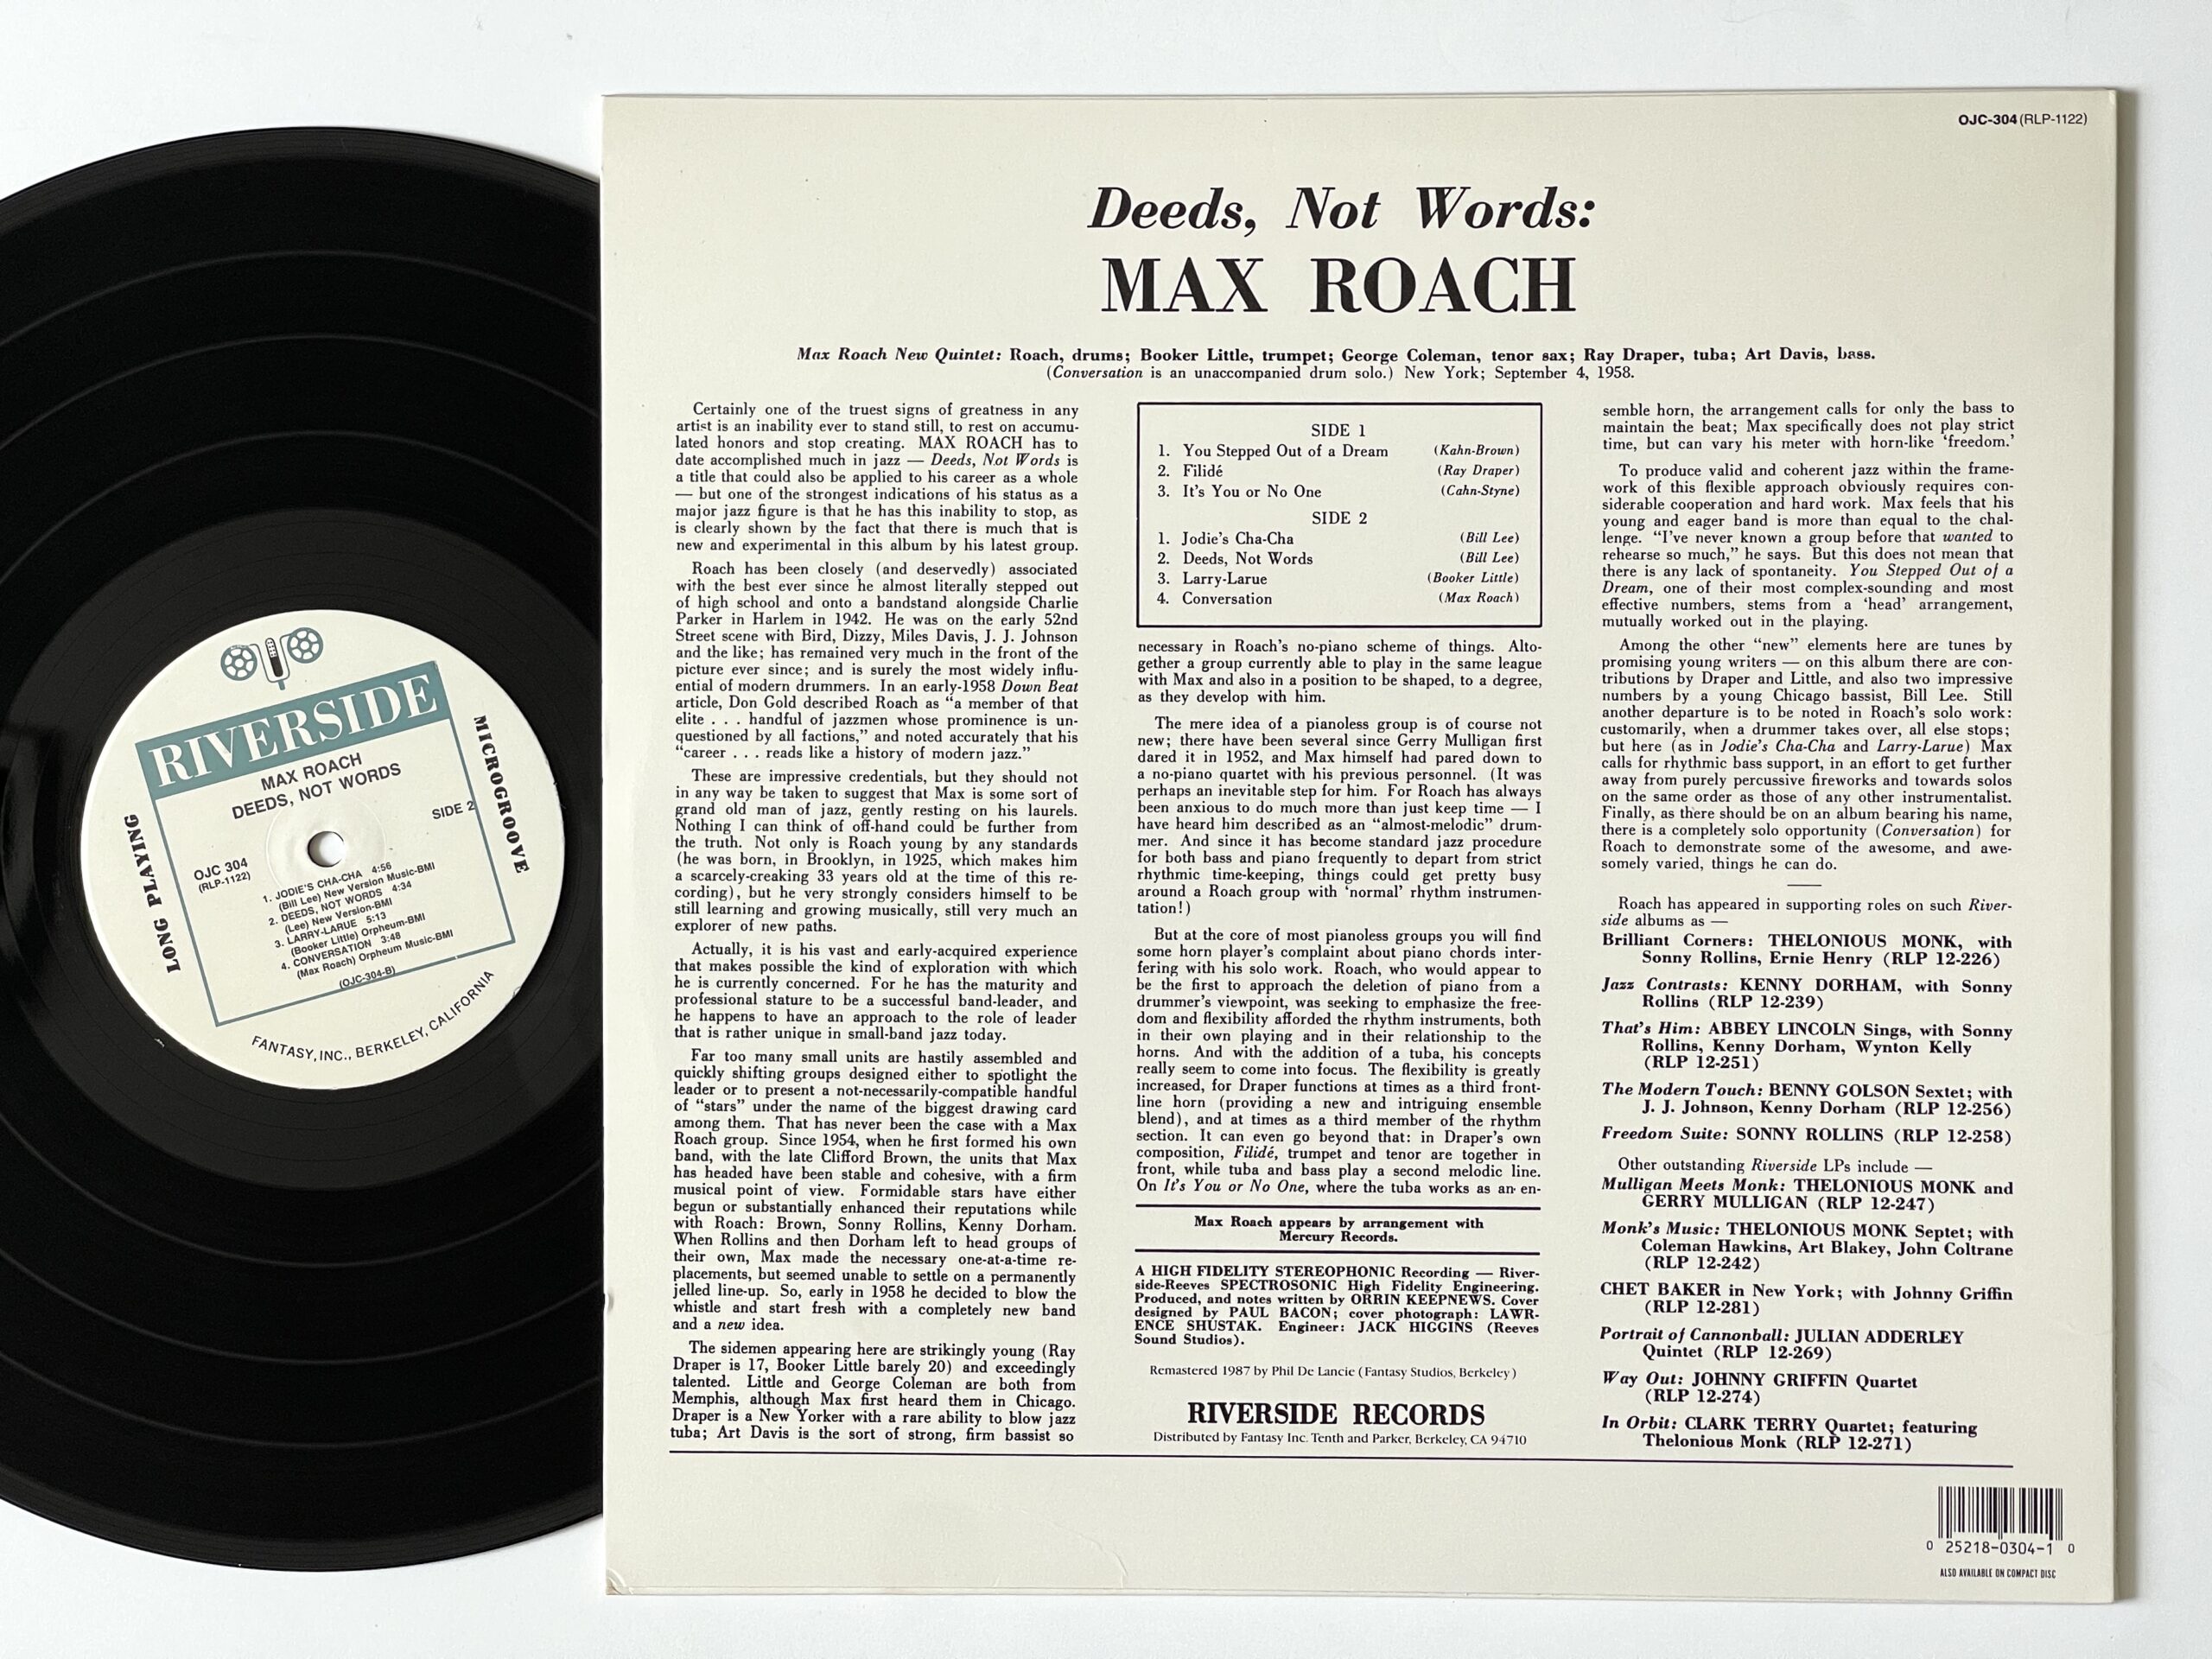 RIVERSIDE
MAX ROACH
DEEDS, NOT WORDS
SIDE 2
LONG PLAYING
MICROGROOVE
OJC 304
(RLP-1122)
1. JODIE'S CHA-CHA 4:56
(Bill Lee) New Version Music-BMI
2. DEEDS, NOT WORDS 4:34
(Lee) New Version-BMI
3. LARRY-LARUE 5:13
(Booker Little) Orpheum-BMI
4. CONVERSATION 3:48
(Max Roach) Orpheum Music-BMI
(OJC-304-B)
FANTASY, INC., BERKELEY, CALIFORNIA
OJC-304 (RLP-1122)
Deeds, Not Words:
MAX ROACH
Max Roach New Quintet: Roach, drums; Booker Little, trumpet; George Coleman, tenor sax; Ray Draper, tuba; Art Davis, bass.
(Conversation is an unaccompanied drum solo.) New York; September 4, 1958.
Certainly one of the truest signs of greatness in any
artist is an inability ever to stand still, to rest on accumu-
lated honors and stop creating. MAX ROACH has to
date accomplished much in jazz — Deeds, Not Words is
a title that could also be applied to his career as a whole
— but one of the strongest indications of his status as a
major jazz figure is that he has this inability to stop, as
is clearly shown by the fact that there is much that is
new and experimental in this album by his latest group.
Roach has been closely (and deservedly) associated
with the best ever since he almost literally stepped out
of high school and onto a bandstand alongside Charlie
Parker in Harlem in 1942. He was on the early 52nd
Street scene with Bird, Dizzy, Miles Davis, J. J. Johnson
and the like; has remained very much in the front of the
picture ever since; and is surely the most widely influ-
ential of modern drummers. In an early-1958 Down Beat
article, Don Gold described Roach as "a member of that
elite . . . handful of jazzmen whose prominence is un-
questioned by all factions," and noted accurately that his
"career . . . reads like a history of modern jazz."
These are impressive credentials, but they should not
in any way be taken to suggest that Max is some sort of
grand old man of jazz, gently resting on his laurels.
Nothing I can think of off-hand could be further from
the truth. Not only is Roach young by any standards
(he was born, in Brooklyn, in 1925, which makes him
a scarcely-creaking 33 years old at the time of this re-
cording), but he very strongly considers himself to be
still learning and growing musically, still very much an
explorer of new paths.
Actually, it is his vast and early-acquired experience
that makes possible the kind of exploration with which
he is currently concerned. For he has the maturity and
professional stature to be a successful band-leader, and
he happens to have an approach to the role of leader
that is rather unique in small-band jazz today.
Far too many small units are hastily assembled and
quickly shifting groups designed either to spotlight the
leader or to present a not-necessarily-compatible handful
of "stars" under the name of the biggest drawing card
among them. That has never been the case with a Max
Roach group. Since 1954, when he first formed his own
band, with the late Clifford Brown, the units that Max
has headed have been stable and cohesive, with a firm
musical point of view. Formidable stars have either
begun or substantially enhanced their reputations while
with Roach: Brown, Sonny Rollins, Kenny Dorham.
When Rollins and then Dorham left to head groups of
their own, Max made the necessary one-at-a-time re-
placements, but seemed unable to settle on a permanently
jelled line-up. So, early in 1958 he decided to blow the
whistle and start fresh with a completely new band
and a new idea.
The sidemen appearing here are strikingly young (Ray
Draper is 17, Booker Little barely 20) and exceedingly
talented. Little and George Coleman are both from
Memphis, although Max first heard them in Chicago.
Draper is a New Yorker with a rare ability to blow jazz
tuba; Art Davis is the sort of strong, firm bassist so
SIDE 1
1. You Stepped Out of a Dream (Kahn-Brown)
2. Filidé (Ray Draper)
3. It's You or No One (Cahn-Styne)
SIDE 2
1. Jodie's Cha-Cha (Bill Lee)
2. Deeds, Not Words (Bill Lee)
3. Larry-Larue (Booker Little)
4. Conversation (Max Roach)
necessary in Roach's no-piano scheme of things. Alto-
gether a group currently able to play in the same league
with Max and also in a position to be shaped, to a degree,
as they develop with him.
The mere idea of a pianoless group is of course not
new; there have been several since Gerry Mulligan first
dared it in 1952, and Max himself had pared down to
a no-piano quartet with his previous personnel. (It was
perhaps an inevitable step for him. For Roach has always
been anxious to do much more than just keep time — I
have heard him described as an "almost-melodic" drum-
mer. And since it has become standard jazz procedure
for both bass and piano frequently to depart from strict
rhythmic time-keeping, things could get pretty busy
around a Roach group with 'normal' rhythm instrumen-
tation!)
But at the core of most pianoless groups you will find
some horn player's complaint about piano chords inter-
fering with his solo work. Roach, who would appear to
be the first to approach the deletion of piano from a
drummer's viewpoint, was seeking to emphasize the free-
dom and flexibility afforded the rhythm instruments, both
in their own playing and in their relationship to the
horns. And with the addition of a tuba, his concepts
really seem to come into focus. The flexibility is greatly
increased, for Draper functions at times as a third front-
line horn (providing a new and intriguing ensemble
blend), and at times as a third member of the rhythm
section. It can even go beyond that: in Draper's own
composition, Filidé, trumpet and tenor are together in
front, while tuba and bass play a second melodic line.
On It's You or No One, where the tuba works as an en-
Max Roach appears by arrangement with
Mercury Records.
A HIGH FIDELITY STEREOPHONIC Recording — River-
side-Reeves SPECTROSONIC High Fidelity Engineering.
Produced, and notes written by ORRIN KEEPNEWS. Cover
designed by PAUL BACON; cover photograph: LAWR-
ENCE SHUSTAK. Engineer: JACK HIGGINS (Reeves
Sound Studios).
Remastered 1987 by Phil De Lancie (Fantasy Studios, Berkeley)
RIVERSIDE RECORDS
Distributed by Fantasy Inc. Tenth and Parker, Berkeley, CA 94710
semble horn, the arrangement calls for only the bass to
maintain the beat; Max specifically does not play strict
time, but can vary his meter with horn-like 'freedom.'
To produce valid and coherent jazz within the frame-
work of this flexible approach obviously requires con-
siderable cooperation and hard work. Max feels that his
young and eager band is more than equal to the chal-
lenge. "I've never known a group before that wanted to
rehearse so much," he says. But this does not mean that
there is any lack of spontaneity. You Stepped Out of a
Dream, one of their most complex-sounding and most
effective numbers, stems from a 'head' arrangement,
mutually worked out in the playing.
Among the other "new" elements here are tunes by
promising young writers — on this album there are con-
tributions by Draper and Little, and also two impressive
numbers by a young Chicago bassist, Bill Lee. Still
another departure is to be noted in Roach's solo work:
customarily, when a drummer takes over, all else stops;
but here (as in Jodie's Cha-Cha and Larry-Larue) Max
calls for rhythmic bass support, in an effort to get further
away from purely percussive fireworks and towards solos
on the same order as those of any other instrumentalist.
Finally, as there should be on an album bearing his name,
there is a completely solo opportunity (Conversation) for
Roach to demonstrate some of the awesome, and awe-
somely varied, things he can do.
Roach has appeared in supporting roles on such River-
side albums as —
Brilliant Corners: THELONIOUS MONK, with
Sonny Rollins, Ernie Henry (RLP 12-226)
Jazz Contrasts: KENNY DORHAM, with Sonny
Rollins (RLP 12-239)
That's Him: ABBEY LINCOLN Sings, with Sonny
Rollins, Kenny Dorham, Wynton Kelly
(RLP 12-251)
The Modern Touch: BENNY GOLSON Sextet; with
J. J. Johnson, Kenny Dorham (RLP 12-256)
Freedom Suite: SONNY ROLLINS (RLP 12-258)
Other outstanding Riverside LPs include —
Mulligan Meets Monk: THELONIOUS MONK and
GERRY MULLIGAN (RLP 12-247)
Monk's Music: THELONIOUS MONK Septet; with
Coleman Hawkins, Art Blakey, John Coltrane
(RLP 12-242)
CHET BAKER in New York; with Johnny Griffin
(RLP 12-281)
Portrait of Cannonball: JULIAN ADDERLEY
Quintet (RLP 12-269)
Way Out: JOHNNY GRIFFIN Quartet
(RLP 12-274)
In Orbit: CLARK TERRY Quartet; featuring
Thelonious Monk (RLP 12-271)
0 25218-0304-1 0
ALSO AVAILABLE ON COMPACT DISC